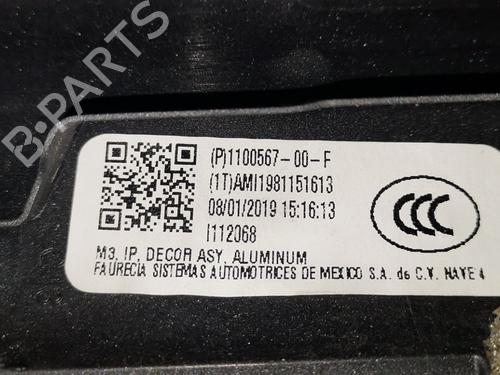 (P)1100567-00-F
(1T)AMI1981151613
08/01/2019 15:16:13
I112068
M3, IP, DECOR ASY, ALUMINUM
FAURECIA SISTEMAS AUTOMOTRICES DE MEXICO S.A. de C.V. NAVE 4
CCC
B-PARTS